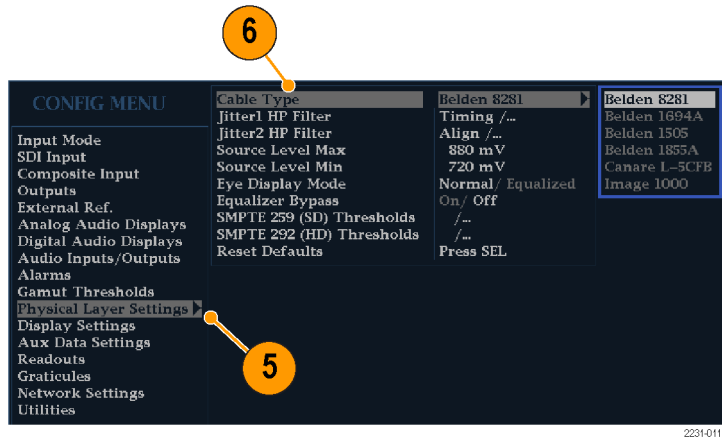 6
CONFIG MENU
Input Mode
SDI Input
Composite Input
Outputs
External Ref.
Analog Audio Displays
Digital Audio Displays
Audio Inputs/Outputs
Alarms
Gamut Thresholds
Physical Layer Settings
Display Settings
Aux Data Settings
Readouts
Graticules
Network Settings
Utilities
Cable Type Belden 8281
Jitter1 HP Filter Timing /...
Jitter2 HP Filter Align /...
Source Level Max 880 mV
Source Level Min 720 mV
Eye Display Mode Normal/ Equalized
Equalizer Bypass On/ Off
SMPTE 259 (SD) Thresholds /...
SMPTE 292 (HD) Thresholds /...
Reset Defaults Press SEL
Belden 8281
Belden 1694A
Belden 1505
Belden 1855A
Canare L-5CFB
Image 1000
5
2231-011